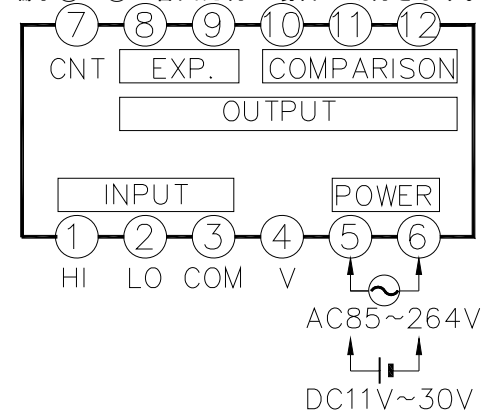 7 8 9 10 11 12
CNT EXP. COMPARISON
OUTPUT
INPUT POWER
1 2 3 4 5 6
HI LO COM V
AC85~264V
DC11V~30V